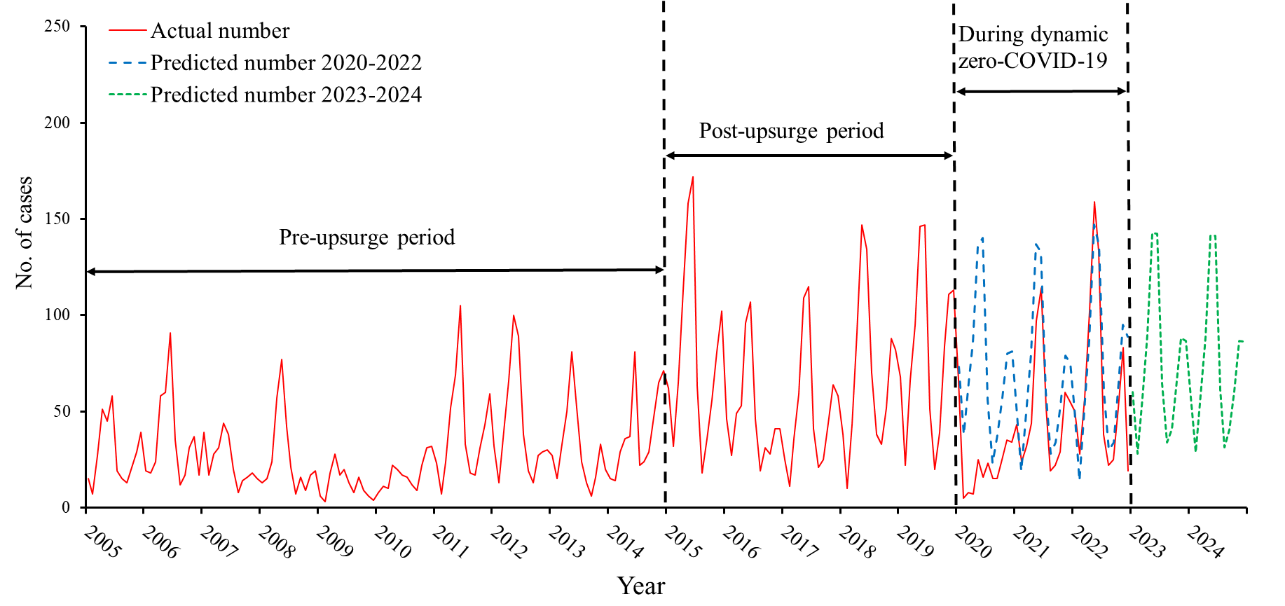 250
200
150
100
50
0
No. of cases
Actual number
Predicted number 2020-2022
Predicted number 2023-2024
Pre-upsurge period
Post-upsurge period
During dynamic
zero-COVID-19
2005
2006
2007
2008
2009
2010
2011
2012
2013
2014
2015
2016
2017
2018
2019
2020
2021
2022
2023
2024
Year